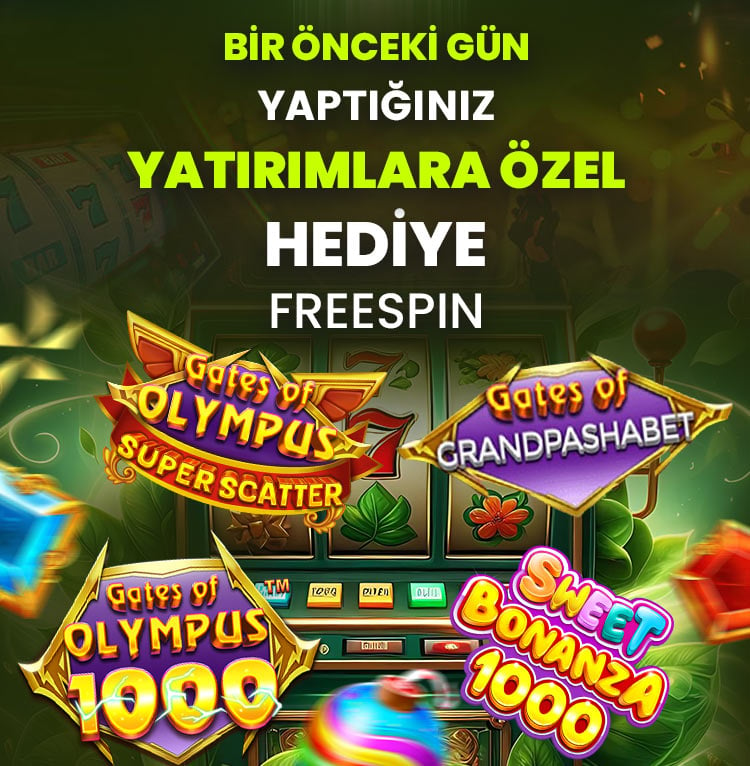 BİR ÖNCEKİ GÜN
YAPTIĞINIZ
YATIRIMLARA ÖZEL
HEDİYE
FREESPIN
Gates of
OLYMPUS
SUPER SCATTER
Gates of
GRANDPASHABET
Gates of
OLYMPUS
1000
TM
SWEET
BONANZA
1000